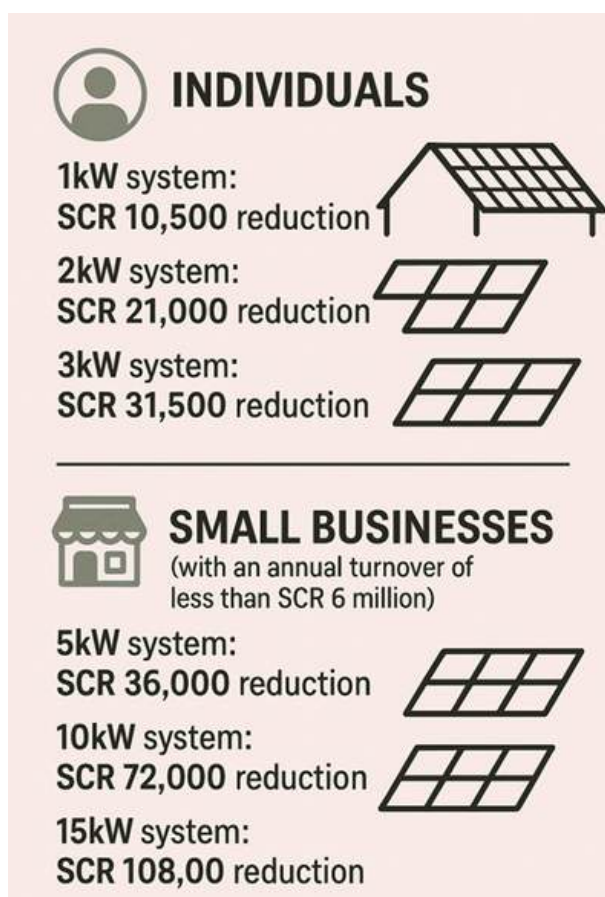 INDIVIDUALS
1kW system:
SCR 10,500 reduction
2kW system:
SCR 21,000 reduction
3kW system:
SCR 31,500 reduction
SMALL BUSINESSES
(with an annual turnover of
less than SCR 6 million)
5kW system:
SCR 36,000 reduction
10kW system:
SCR 72,000 reduction
15kW system:
SCR 108,00 reduction